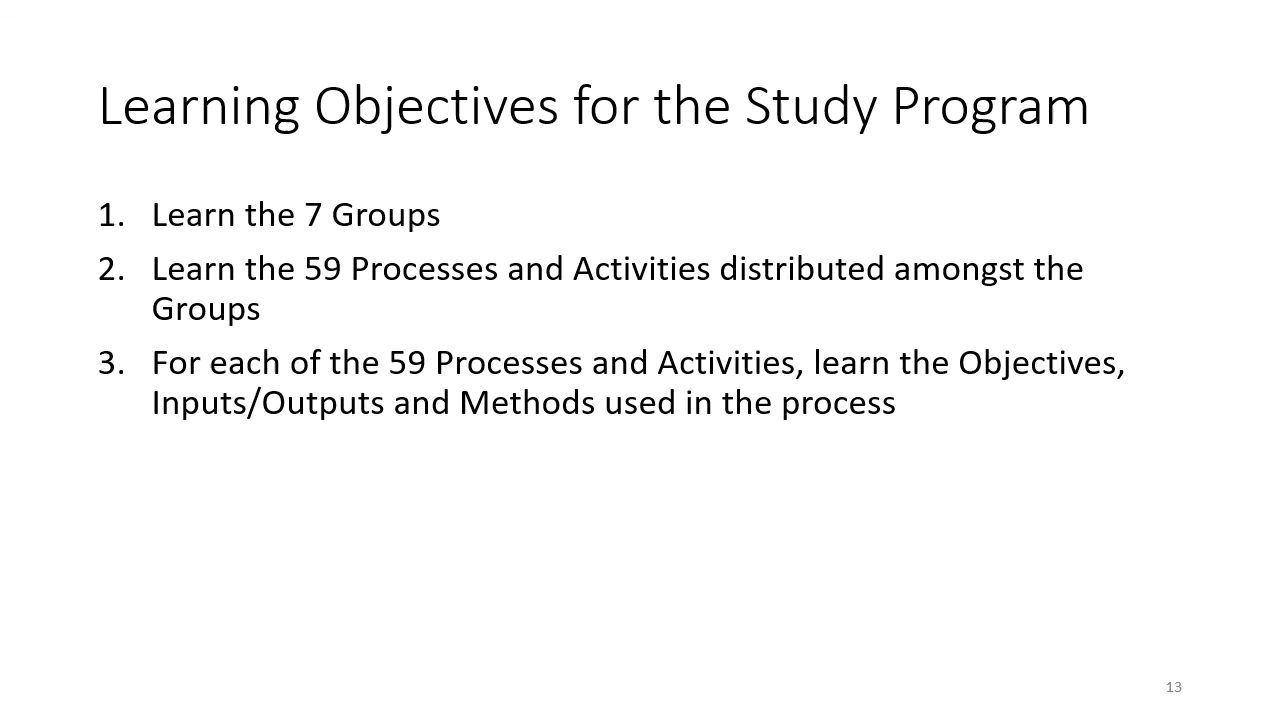 Learning Objectives for the Study Program
1. Learn the 7 Groups
2. Learn the 59 Processes and Activities distributed amongst the
Groups
3. For each of the 59 Processes and Activities, learn the Objectives,
Inputs/Outputs and Methods used in the process
13